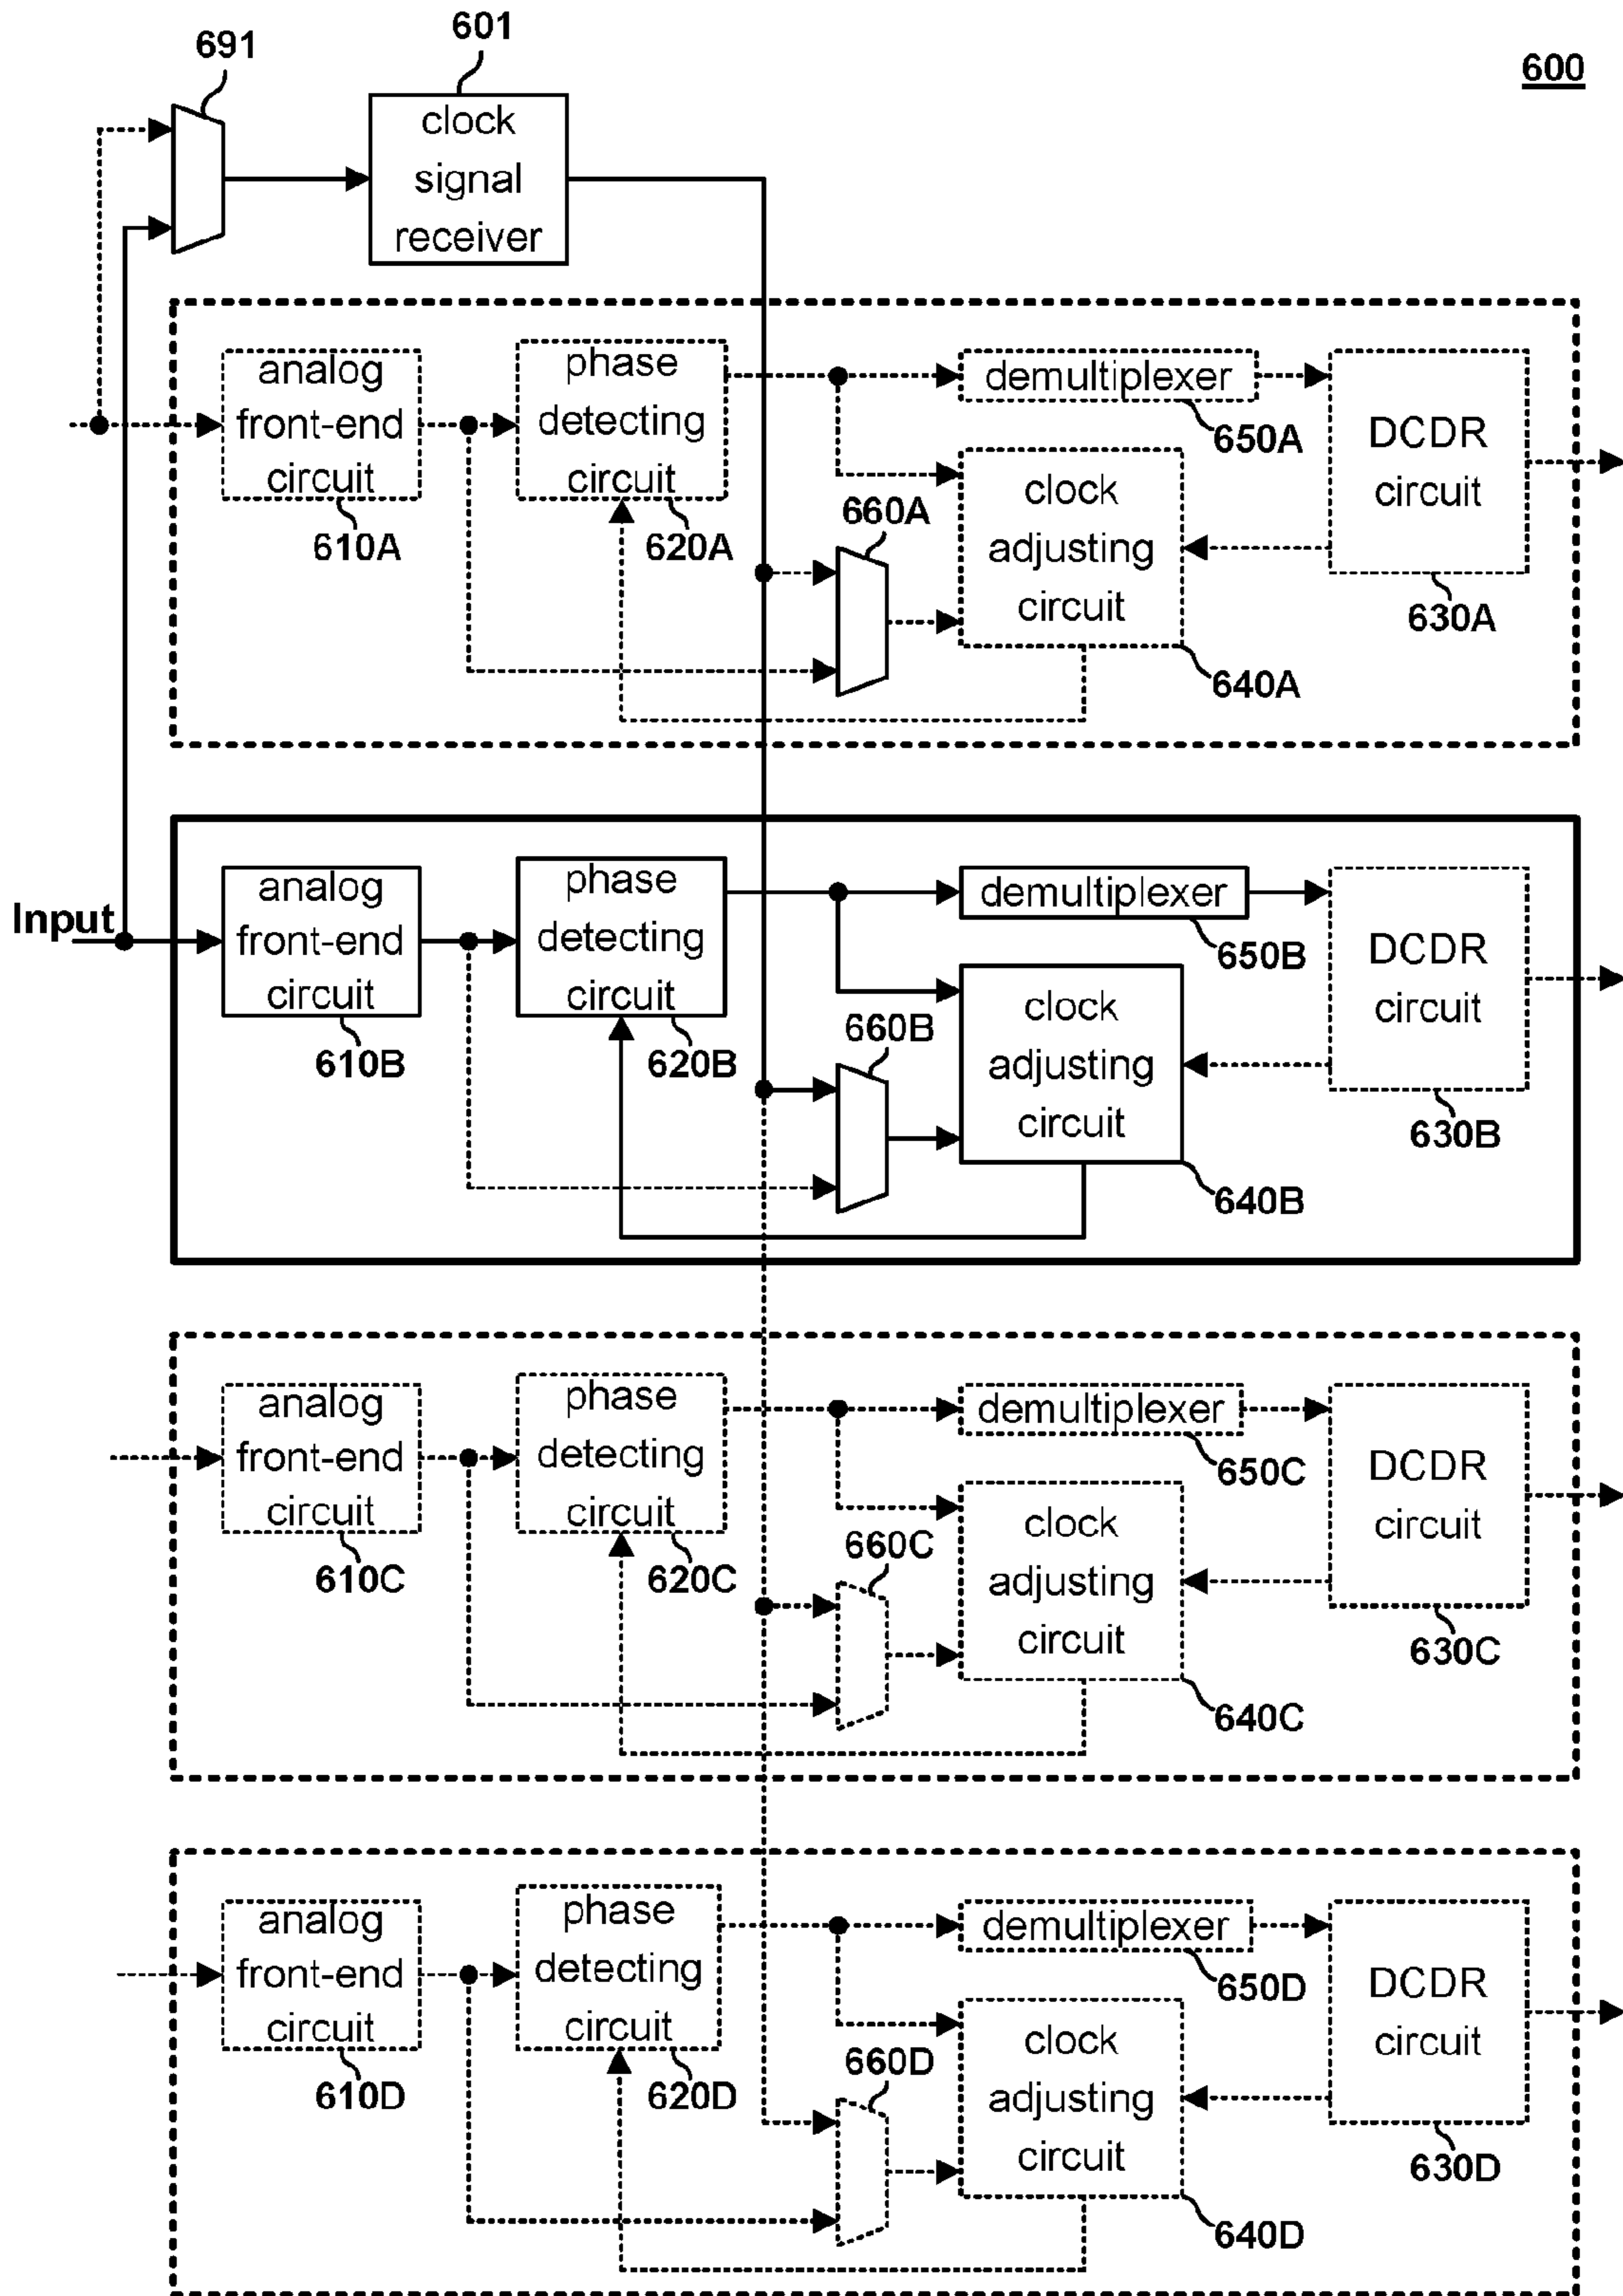 600
691
601
clock
signal
receiver
analog
front-end
circuit
610A
phase
detecting
circuit
620A
demultiplexer
650A
660A
clock
adjusting
circuit
640A
DCDR
circuit
630A
Input
analog
front-end
circuit
610B
phase
detecting
circuit
620B
demultiplexer
650B
660B
clock
adjusting
circuit
640B
DCDR
circuit
630B
analog
front-end
circuit
610C
phase
detecting
circuit
620C
demultiplexer
650C
660C
clock
adjusting
circuit
640C
DCDR
circuit
630C
analog
front-end
circuit
610D
phase
detecting
circuit
620D
demultiplexer
650D
660D
clock
adjusting
circuit
640D
DCDR
circuit
630D